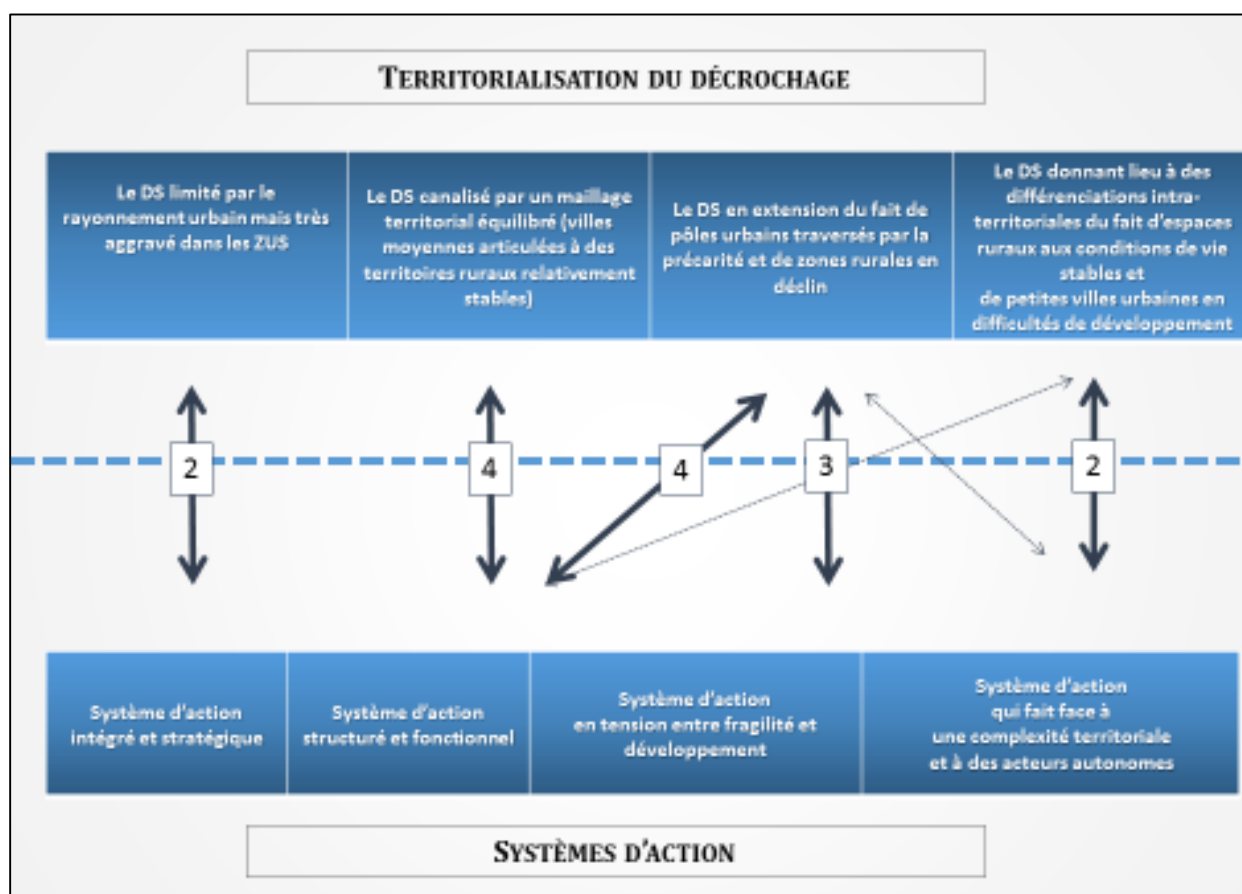 TERRITORIALISATION DU DÉCROCHAGE
Le DS limité par le
rayonnement urbain mais très
aggravé dans les ZUS
Le DS canalisé par un maillage
territorial équilibré (villes
moyennes articulées à des
territoires ruraux relativement
stables)
Le DS en extension du fait de
pôles urbains traversés par la
précarité et de zones rurales en
déclin
Le DS donnant lieu à des
différenciations intra-
territoriales du fait d'espaces
ruraux aux conditions de vie
stables et
de petites villes urbaines en
difficultés de développement
2
4
4
3
2
Système d'action
intégré et stratégique
Système d'action
structuré et fonctionnel
Système d'action
en tension entre fragilité et
développement
Système d'action
qui fait face à
une complexité territoriale
et à des acteurs autonomes
SYSTÈMES D'ACTION